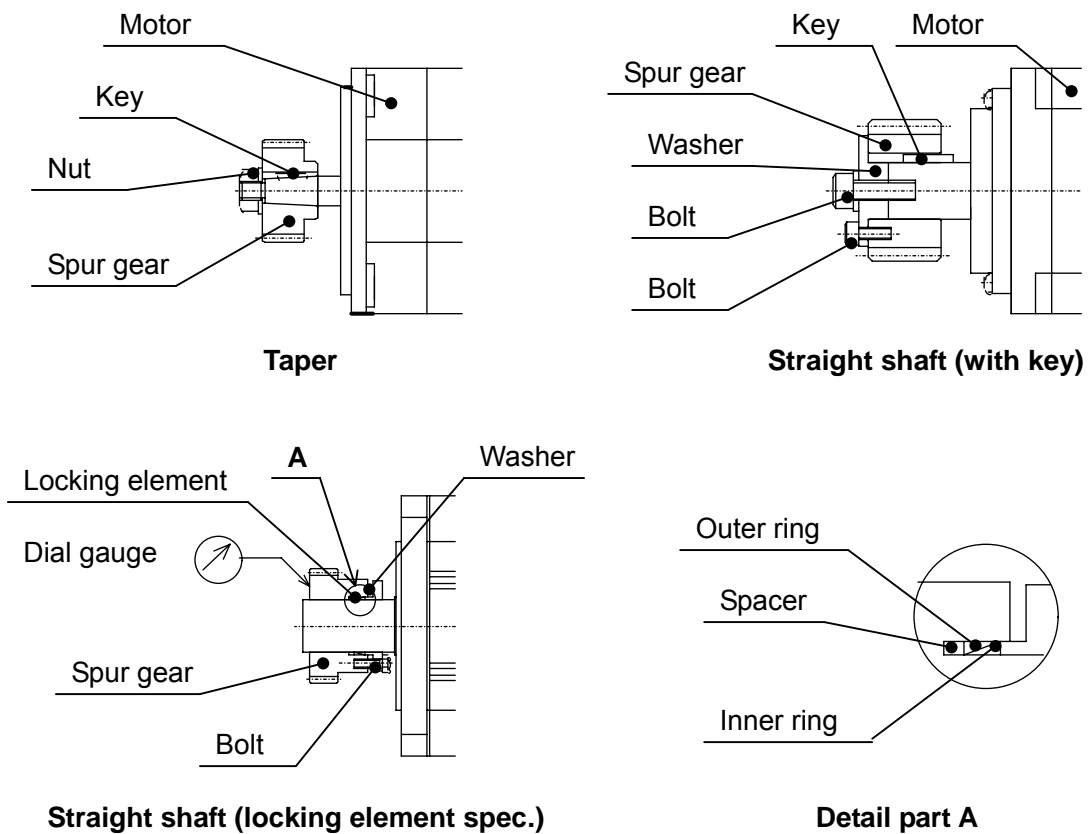 Motor
Key
Nut
Spur gear
Taper
Key
Motor
Spur gear
Washer
Bolt
Bolt
Straight shaft (with key)
A
Washer
Locking element
Dial gauge
Spur gear
Bolt
Straight shaft (locking element spec.)
Outer ring
Spacer
Inner ring
Detail part A